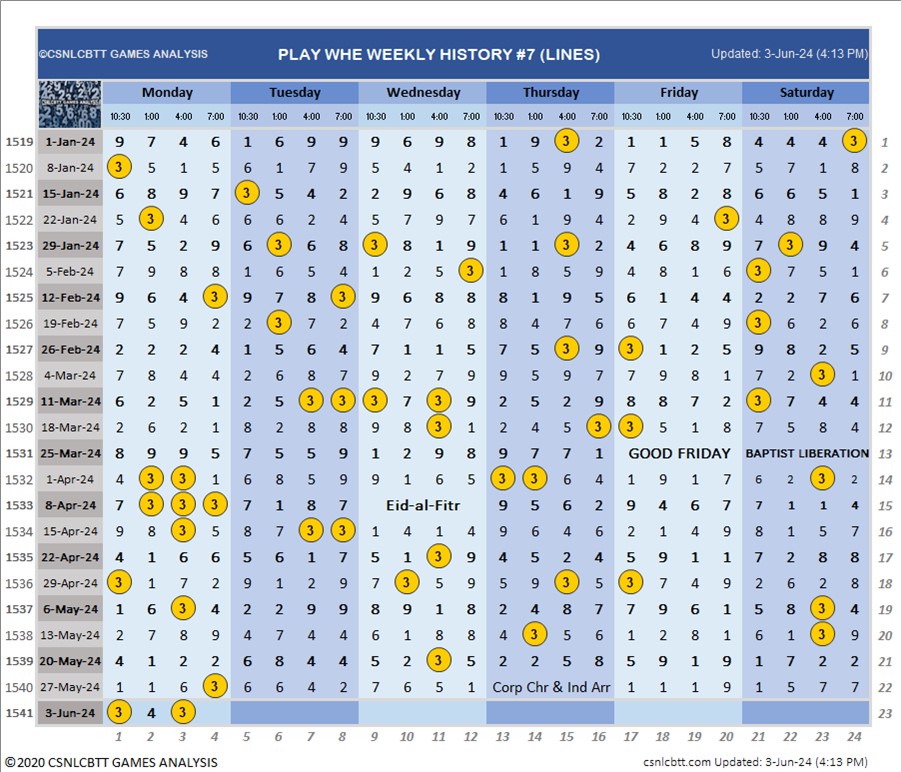 ©CSNLCBTT GAMES ANALYSIS PLAY WHE WEEKLY HISTORY #7 (LINES) Updated: 3-Jun-24 (4:13 PM)
Monday Tuesday Wednesday Thursday Friday Saturday
10:30 1:00 4:00 7:00 10:30 1:00 4:00 7:00 10:30 1:00 4:00 7:00 10:30 1:00 4:00 7:00 10:30 1:00 4:00 7:00 10:30 1:00 4:00 7:00
1519 1-Jan-24 9 7 4 6 1 6 9 9 9 6 9 8 1 9 3 2 1 1 5 8 4 4 4 3 1
1520 8-Jan-24 3 5 1 5 6 1 7 9 5 4 1 2 1 5 9 4 7 2 2 7 5 7 1 8 2
1521 15-Jan-24 6 8 9 7 3 5 4 2 2 9 6 8 4 6 1 9 5 8 2 8 6 6 5 1 3
1522 22-Jan-24 5 3 4 6 6 6 2 4 5 7 9 7 6 1 9 4 2 9 4 3 4 8 8 9 4
1523 29-Jan-24 7 5 2 9 6 3 6 8 3 8 1 9 1 1 3 2 4 6 8 9 7 3 9 4 5
1524 5-Feb-24 7 9 8 8 1 6 5 4 1 2 5 3 1 8 5 9 4 8 1 6 3 7 5 1 6
1525 12-Feb-24 9 6 4 3 9 7 8 3 9 6 8 8 8 1 9 5 6 1 4 4 2 2 7 6 7
1526 19-Feb-24 7 5 9 2 2 3 7 2 4 7 6 8 8 4 7 6 6 7 4 9 3 6 2 6 8
1527 26-Feb-24 2 2 2 4 1 5 6 4 7 1 1 5 7 5 3 9 3 1 2 5 9 8 2 5 9
1528 4-Mar-24 7 8 4 4 2 6 8 7 9 2 7 9 9 5 9 7 7 9 8 1 7 2 3 1 10
1529 11-Mar-24 6 2 5 1 2 5 3 3 3 7 3 9 2 5 2 9 8 8 7 2 3 7 4 4 11
1530 18-Mar-24 2 6 2 1 8 2 8 8 9 8 3 1 2 4 5 3 3 5 1 8 7 5 8 4 12
1531 25-Mar-24 8 9 9 5 7 5 5 9 1 2 9 8 9 7 7 1 GOOD FRIDAY BAPTIST LIBERATION 13
1532 1-Apr-24 4 3 3 1 6 8 5 9 9 1 6 5 3 3 4 6 1 9 1 7 6 2 3 2 14
1533 8-Apr-24 7 3 3 3 7 1 8 7 Eid-al-Fitr 9 5 6 2 9 4 6 7 7 1 1 4 15
1534 15-Apr-24 9 8 3 5 8 7 3 3 1 4 1 4 9 6 4 6 5 2 4 9 8 1 5 7 16
1535 22-Apr-24 4 1 6 6 5 6 1 7 5 1 3 9 4 5 2 4 5 9 1 1 7 2 8 8 17
1536 29-Apr-24 3 1 7 2 9 1 2 9 7 3 5 9 5 9 3 5 3 7 4 9 2 6 2 8 18
1537 6-May-24 1 6 3 4 2 2 9 9 8 9 1 8 2 4 8 7 7 9 6 1 5 8 3 4 19
1538 13-May-24 2 7 8 9 4 7 4 4 6 1 8 8 4 3 5 6 1 2 8 1 6 1 3 9 20
1539 20-May-24 4 1 2 2 6 8 4 4 5 2 3 5 2 2 5 8 5 9 1 9 1 7 2 2 21
1540 27-May-24 1 1 6 3 6 6 4 2 7 6 5 1 Corp Chr & Ind Arr 1 1 1 9 1 5 7 7 22
1541 3-Jun-24 3 4 3 23
1 2 3 4 5 6 7 8 9 10 11 12 13 14 15 16 17 18 19 20 21 22 23 24
©2020 CSNLCBTT GAMES ANALYSIS csnlcbtt.com Updated: 3-Jun-24 (4:13 PM)